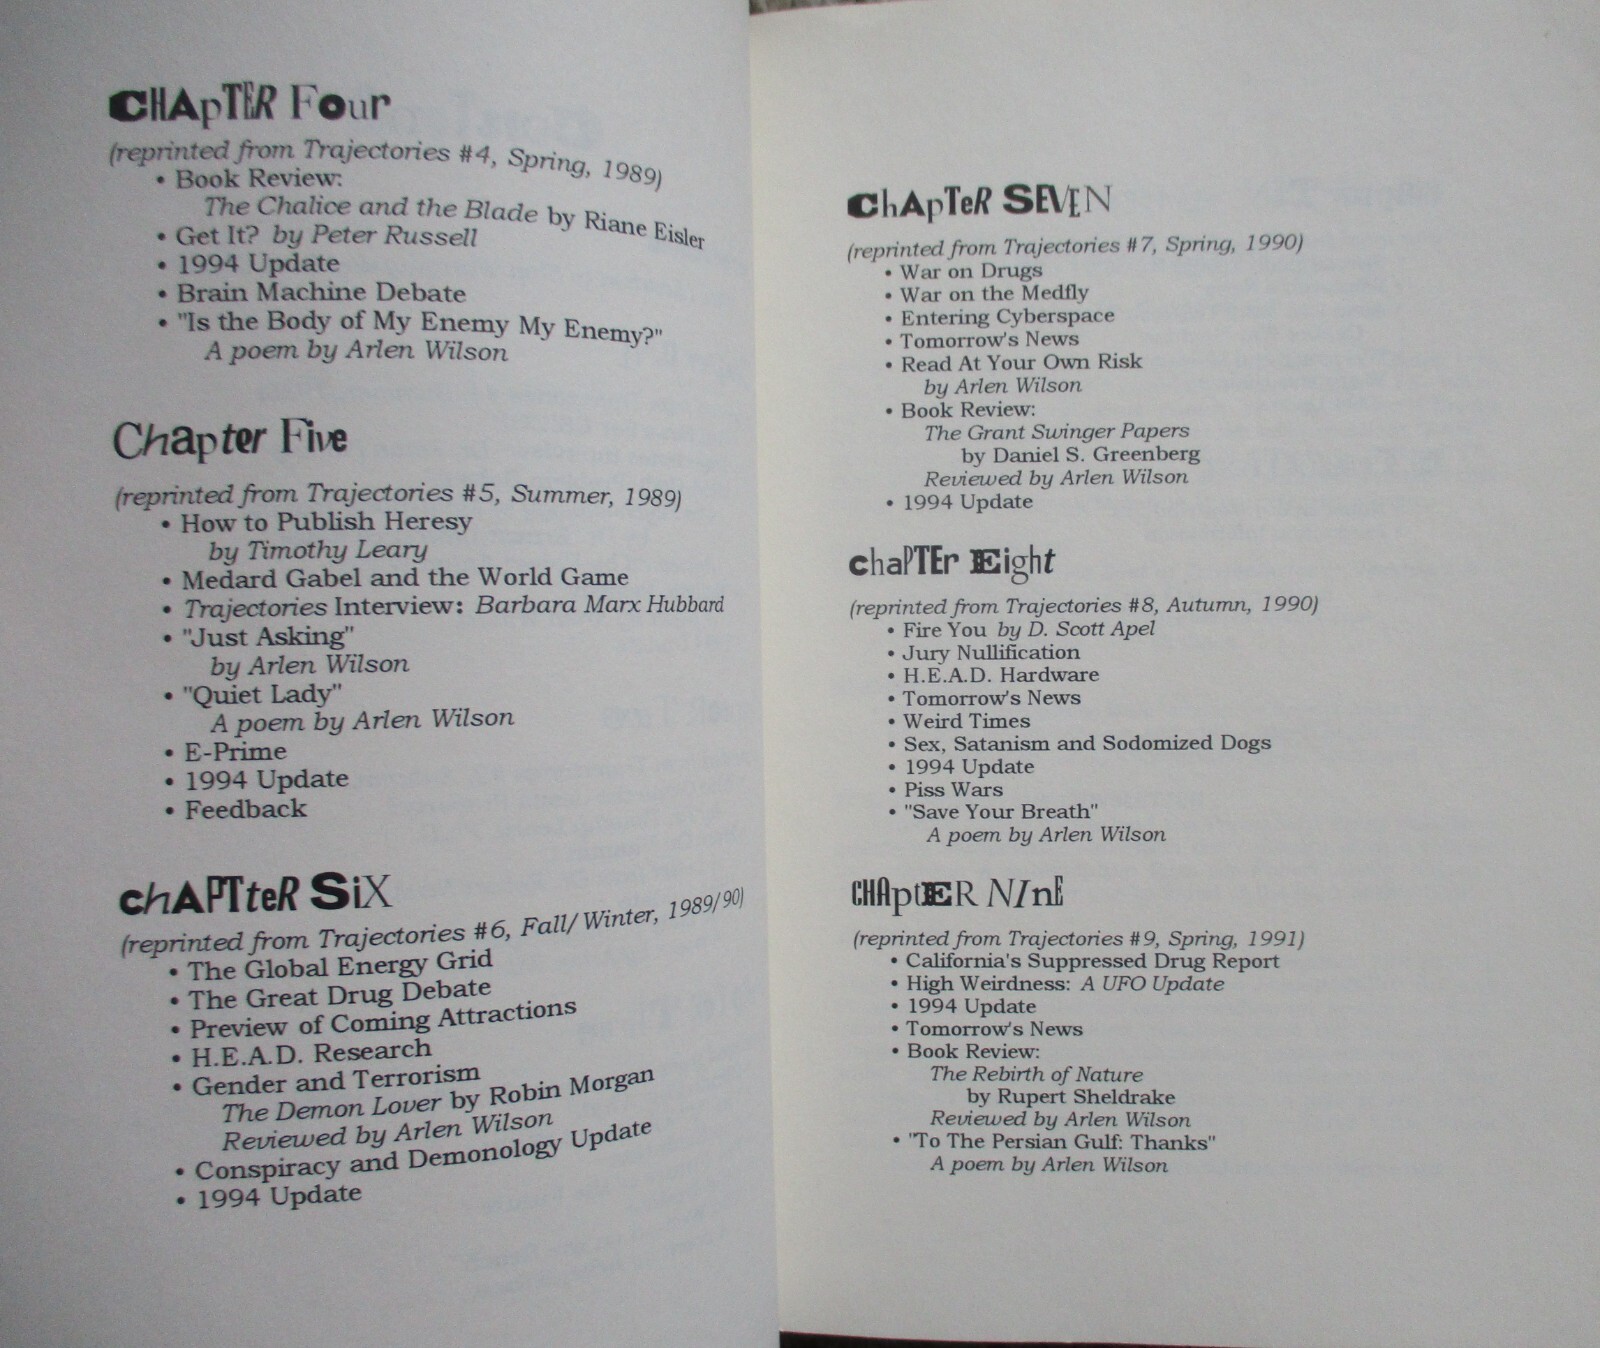 CHApTER Four
(reprinted from Trajectories #4, Spring, 1989)
• Book Review:
The Chalice and the Blade by Riane Eisler
• Get It? by Peter Russell
• 1994 Update
• Brain Machine Debate
• "Is the Body of My Enemy My Enemy?"
A poem by Arlen Wilson
Chapter Five
(reprinted from Trajectories #5, Summer, 1989)
• How to Publish Heresy
by Timothy Leary
• Medard Gabel and the World Game
• Trajectories Interview: Barbara Marx Hubbard
• "Just Asking"
by Arlen Wilson
• "Quiet Lady"
A poem by Arlen Wilson
• E-Prime
• 1994 Update
• Feedback
chAPTteR SiX
(reprinted from Trajectories #6, Fall/Winter, 1989/90)
• The Global Energy Grid
• The Great Drug Debate
• Preview of Coming Attractions
• H.E.A.D. Research
• Gender and Terrorism
The Demon Lover by Robin Morgan
Reviewed by Arlen Wilson
• Conspiracy and Demonology Update
• 1994 Update
ChApTeR SEVEN
(reprinted from Trajectories #7, Spring, 1990)
• War on Drugs
• War on the Medfly
• Entering Cyberspace
• Tomorrow's News
• Read At Your Own Risk
by Arlen Wilson
• Book Review:
The Grant Swinger Papers
by Daniel S. Greenberg
Reviewed by Arlen Wilson
• 1994 Update
chaPTEr Eight
(reprinted from Trajectories #8, Autumn, 1990)
• Fire You by D. Scott Apel
• Jury Nullification
• H.E.A.D. Hardware
• Tomorrow's News
• Weird Times
• Sex, Satanism and Sodomized Dogs
• 1994 Update
• Piss Wars
• "Save Your Breath"
A poem by Arlen Wilson
CHAptER NInE
(reprinted from Trajectories #9, Spring, 1991)
• California's Suppressed Drug Report
• High Weirdness: A UFO Update
• 1994 Update
• Tomorrow's News
• Book Review:
The Rebirth of Nature
by Rupert Sheldrake
Reviewed by Arlen Wilson
• "To The Persian Gulf: Thanks"
A poem by Arlen Wilson